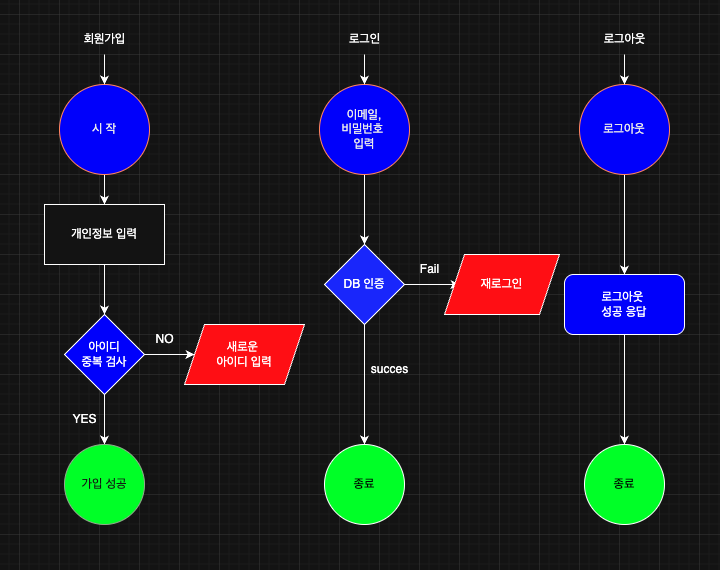 회원가입
시 작
개인정보 입력
아이디
중복 검사
NO
새로운
아이디 입력
YES
가입 성공
로그인
이메일,
비밀번호
입력
DB 인증
Fail
재로그인
succes
종료
로그아웃
로그아웃
로그아웃
성공 응답
종료